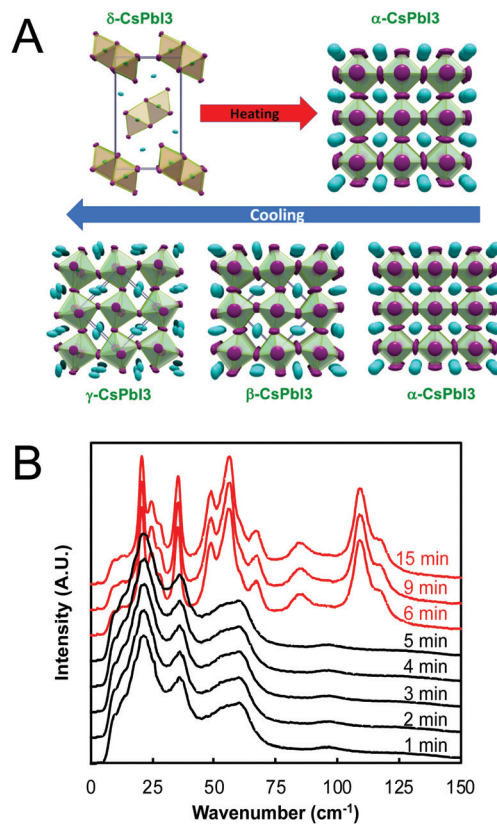 A
δ-CsPbI3
α-CsPbI3
Heating
Cooling
γ-CsPbI3
β-CsPbI3
α-CsPbI3
B
Intensity (A.U.)
15 min
9 min
6 min
5 min
4 min
3 min
2 min
1 min
0 25 50 75 100 125 150
Wavenumber (cm⁻¹)